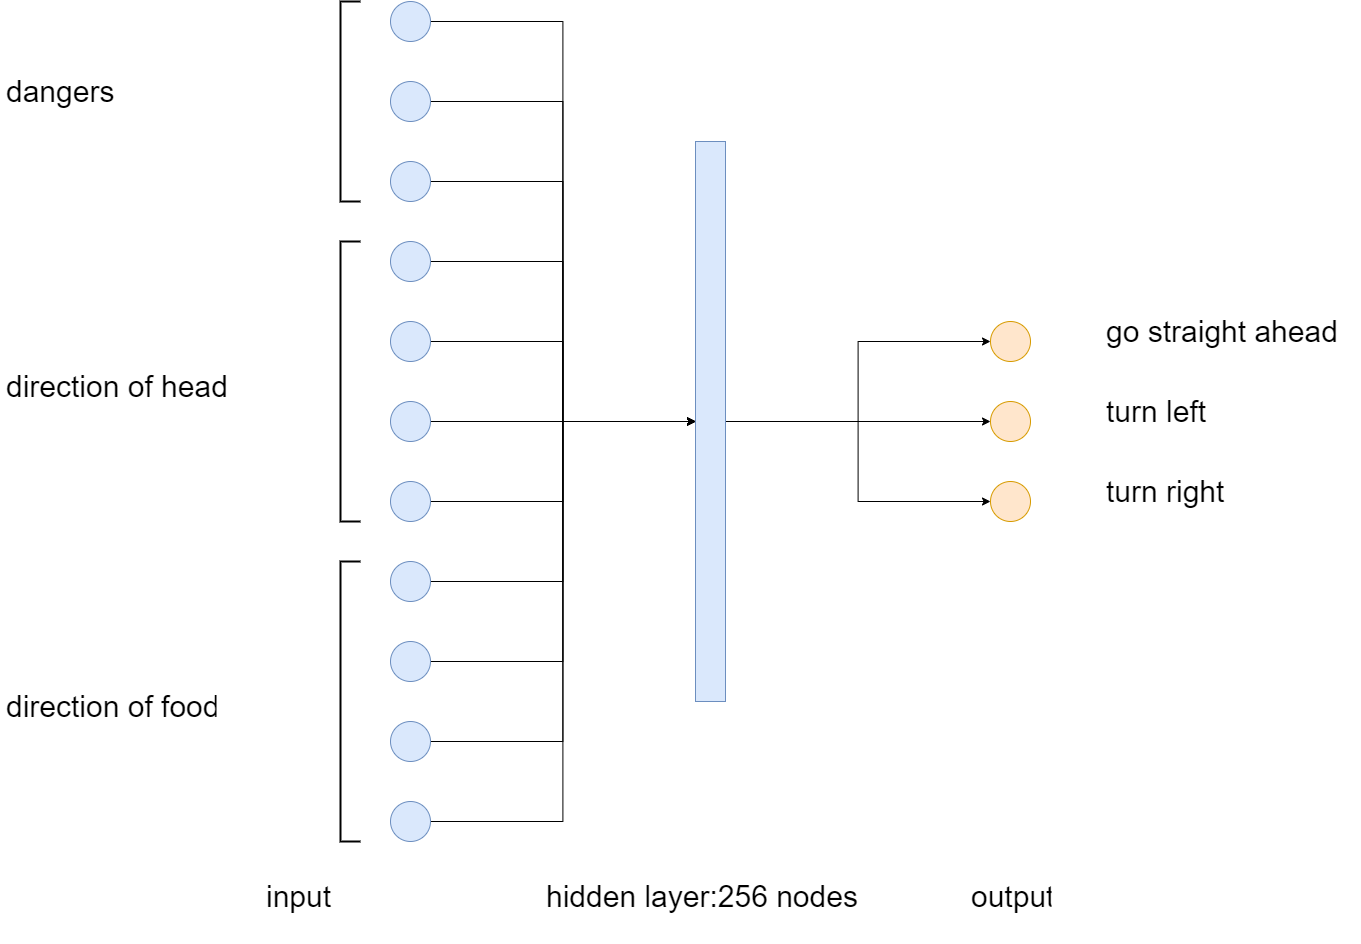 dangers
direction of head
direction of food
go straight ahead
turn left
turn right
input
hidden layer:256 nodes
output